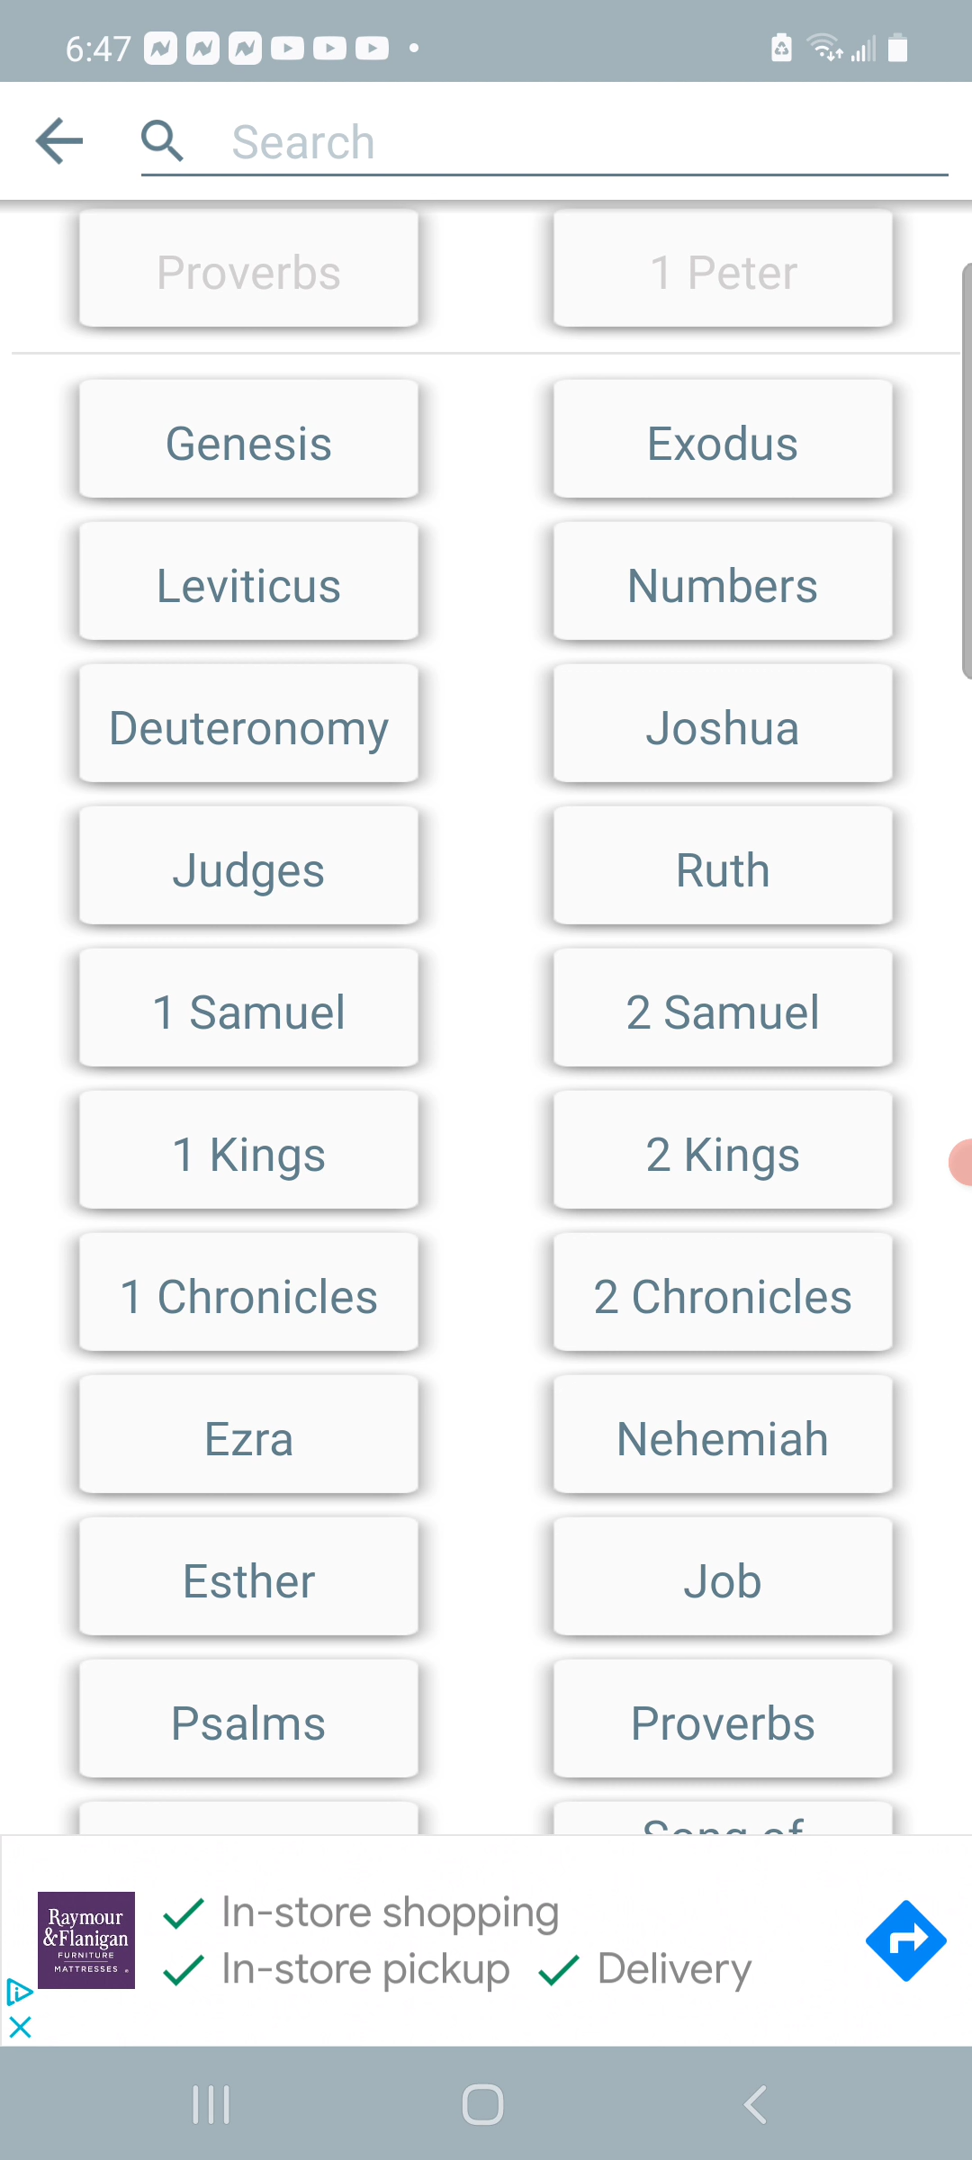 6:47
Search
Proverbs
1 Peter
Genesis
Exodus
Leviticus
Numbers
Deuteronomy
Joshua
Judges
Ruth
1 Samuel
2 Samuel
1 Kings
2 Kings
1 Chronicles
2 Chronicles
Ezra
Nehemiah
Esther
Job
Psalms
Proverbs
Song of
Raymour
&Flanigan
FURNITURE
MATTRESSES
In-store shopping
In-store pickup
Delivery